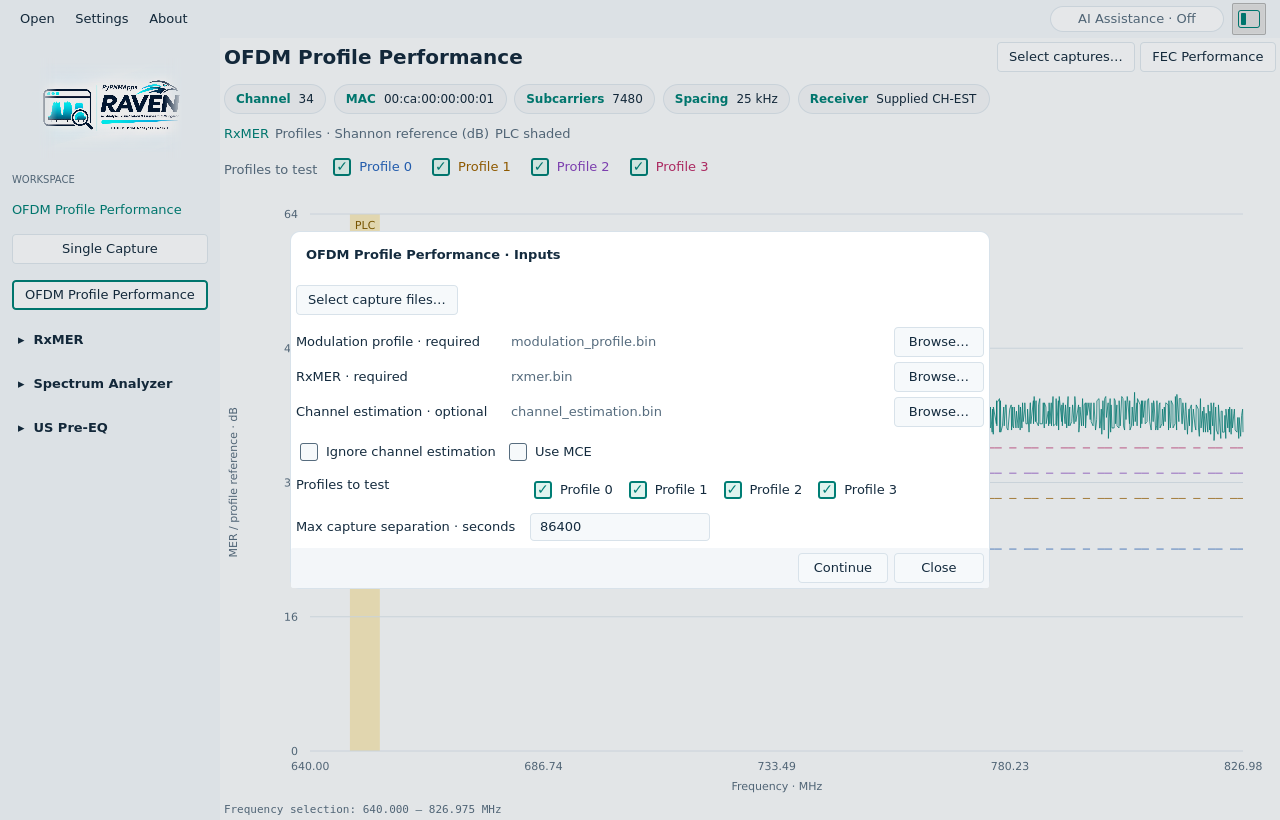 Open Settings About AI Assistance · Off
OFDM Profile Performance Select captures... FEC Performance
PyPNMApps
RAVEN
Channel 34 MAC 00:ca:00:00:00:01 Subcarriers 7480 Spacing 25 kHz Receiver Supplied CH-EST
RxMER Profiles · Shannon reference (dB) PLC shaded
Profiles to test ✓ Profile 0 ✓ Profile 1 ✓ Profile 2 ✓ Profile 3
WORKSPACE
OFDM Profile Performance
Single Capture
OFDM Profile Performance
▸ RxMER
▸ Spectrum Analyzer
▸ US Pre-EQ
64
PLC
OFDM Profile Performance · Inputs
Select capture files...
Modulation profile · required modulation_profile.bin Browse...
RxMER · required rxmer.bin Browse...
Channel estimation · optional channel_estimation.bin Browse...
Ignore channel estimation Use MCE
Profiles to test ✓ Profile 0 ✓ Profile 1 ✓ Profile 2 ✓ Profile 3
Max capture separation · seconds 86400
Continue Close
4
3
16
0
MER / profile reference · dB
640.00 686.74 733.49 780.23 826.98
Frequency · MHz
Frequency selection: 640.000 – 826.975 MHz